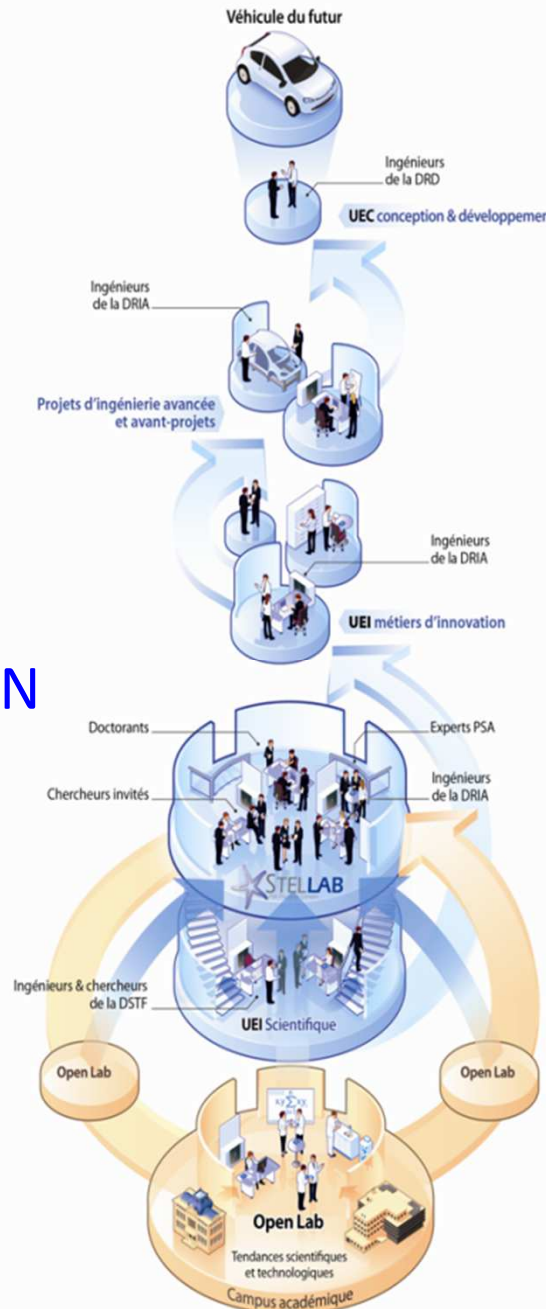 Véhicule du futur
Ingénieurs
de la DRD
UEC conception & développemen
Ingénieurs
de la DRIA
Projets d'ingénierie avancée
et avant-projets
Ingénieurs
de la DRIA
UEI métiers d'innovation
N
Doctorants
Experts PSA
Chercheurs invités
Ingénieurs
de la DRIA
STELLAB
Ingénieurs & chercheurs
de la DSTF
UEI Scientifique
Open Lab
Open Lab
Open Lab
Tendances scientifiques
et technologiques
Campus académique